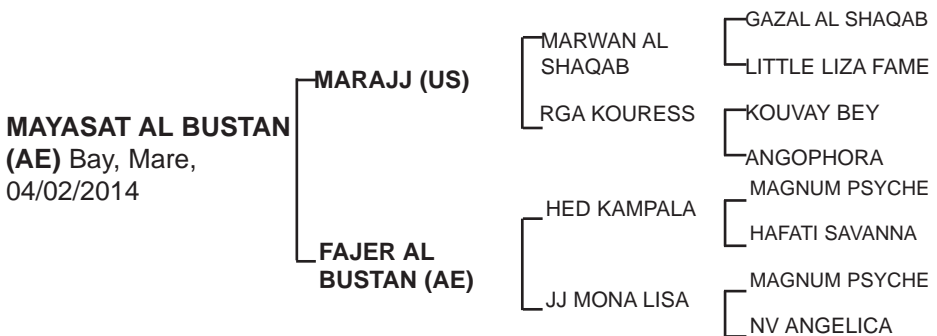 MAYASAT AL BUSTAN
(AE) Bay, Mare,
04/02/2014
MARAJJ (US)
FAJER AL
BUSTAN (AE)
MARWAN AL
SHAQAB
RGA KOURESS
HED KAMPALA
JJ MONA LISA
GAZAL AL SHAQAB
LITTLE LIZA FAME
KOUVAY BEY
ANGOPHORA
MAGNUM PSYCHE
HAFATI SAVANNA
MAGNUM PSYCHE
NV ANGELICA